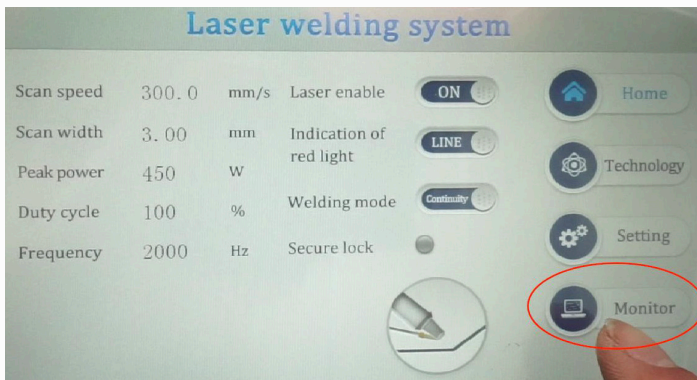 Laser welding system
Scan speed 300.0 mm/s
Scan width 3.00 mm
Peak power 450 W
Duty cycle 100 %
Frequency 2000 Hz
Laser enable ON
Indication of
red light LINE
Welding mode Continuity
Secure lock
Home
Technology
Setting
Monitor